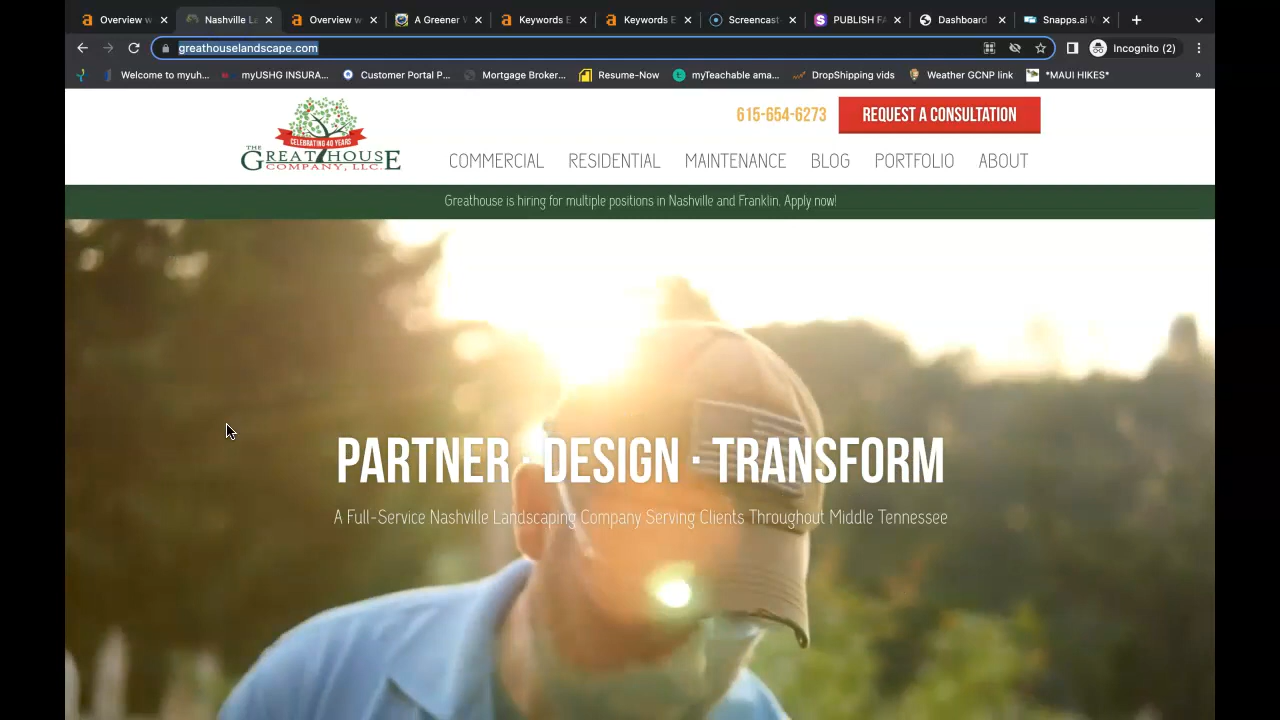 Overview w
Nashville La
Overview w
A Greener W
Keywords E
Keywords E
Screencast-
PUBLISH FA
Dashboard
Snapps.ai W
greathouselandscape.com
Incognito (2)
Welcome to myuh...
myUSHG INSURA...
Customer Portal P...
Mortgage Broker...
Resume-Now
myTeachable ama...
DropShipping vids
Weather GCNP link
*MAUI HIKES*
»
615-654-6273
REQUEST A CONSULTATION
CELEBRATING 40 YEARS
THE GREATHOUSE
COMPANY, LLC.
COMMERCIAL
RESIDENTIAL
MAINTENANCE
BLOG
PORTFOLIO
ABOUT
Greathouse is hiring for multiple positions in Nashville and Franklin. Apply now!
PARTNER · DESIGN · TRANSFORM
A Full-Service Nashville Landscaping Company Serving Clients Throughout Middle Tennessee